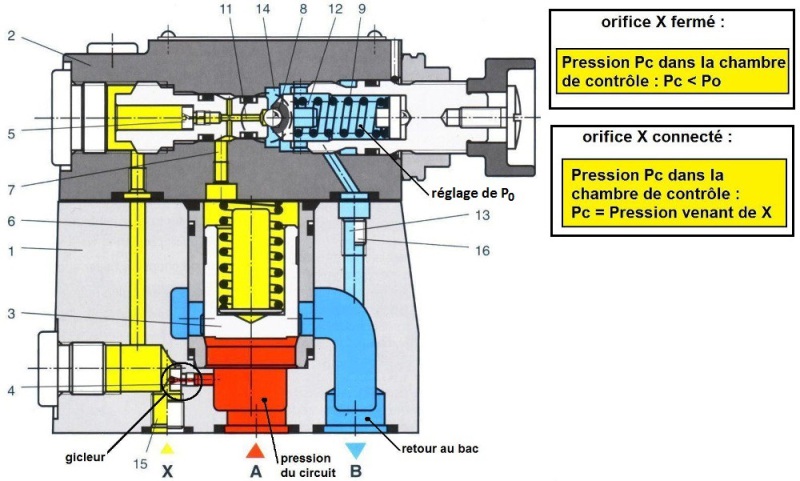 11
14
8
12
9
2
5
7
6
1
3
4
13
16
réglage de P0
gicleur
15
X
A
pression
du circuit
B
retour au bac
orifice X fermé :
Pression Pc dans la chambre
de contrôle : Pc < Po
orifice X connecté :
Pression Pc dans la
chambre de contrôle :
Pc = Pression venant de X